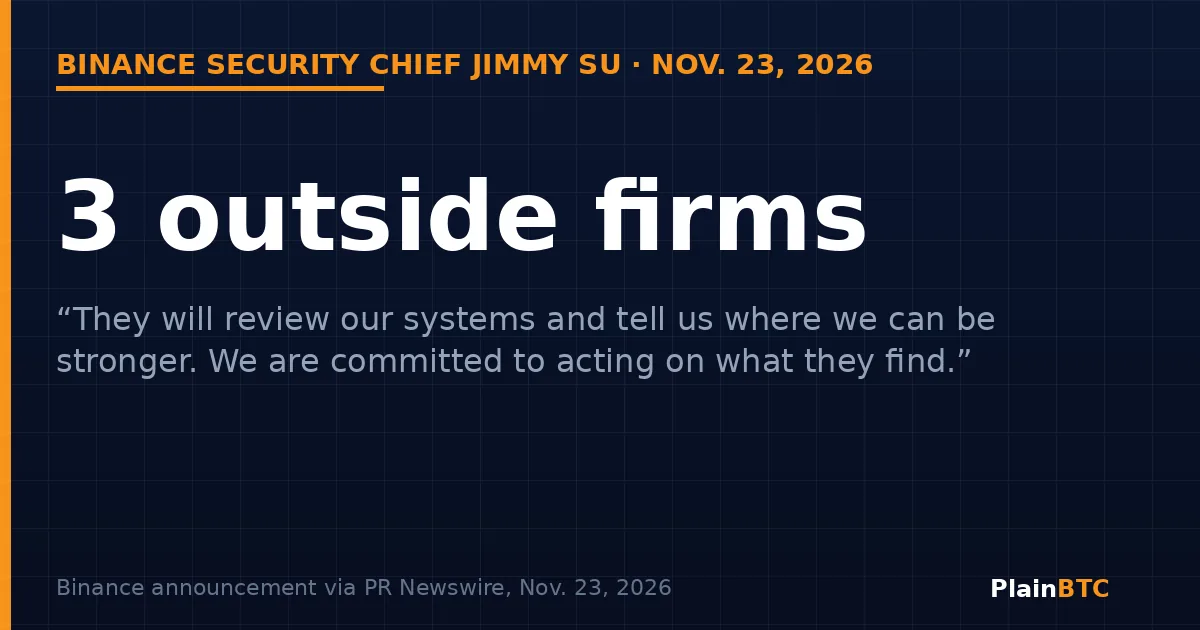 BINANCE SECURITY CHIEF JIMMY SU · NOV. 23, 2026
3 outside firms
“They will review our systems and tell us where we can be
stronger. We are committed to acting on what they find.”
Binance announcement via PR Newswire, Nov. 23, 2026
PlainBTC